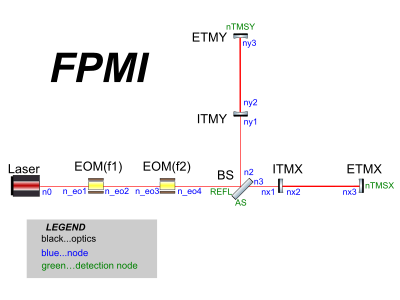 nTMSY
ETMY
ny3
FPMI
ny2
ITMY
ny1
Laser
EOM(f1)
EOM(f2)
BS
n2
ITMX
ETMX
n0
n_eo1
n_eo2
n_eo3
n_eo4
REFL
n3
AS
nx1
nx2
nx3
nTMSX
LEGEND
black...optics
blue...node
green...detection node